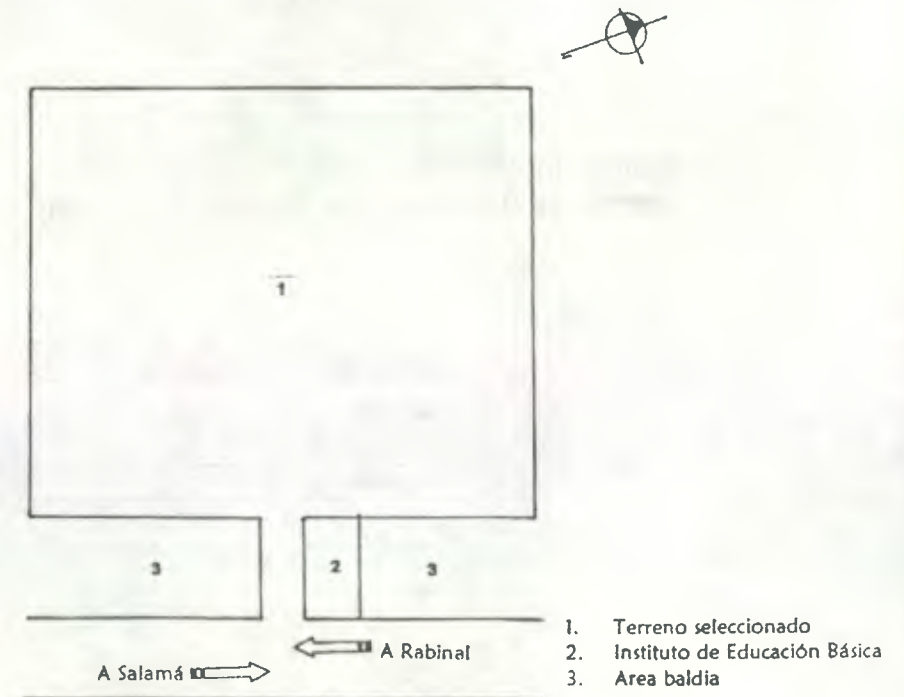 1
3
2
3
A Rabinal
A Salamá
1. Terreno seleccionado
2. Instituto de Educación Básica
3. Area baldia